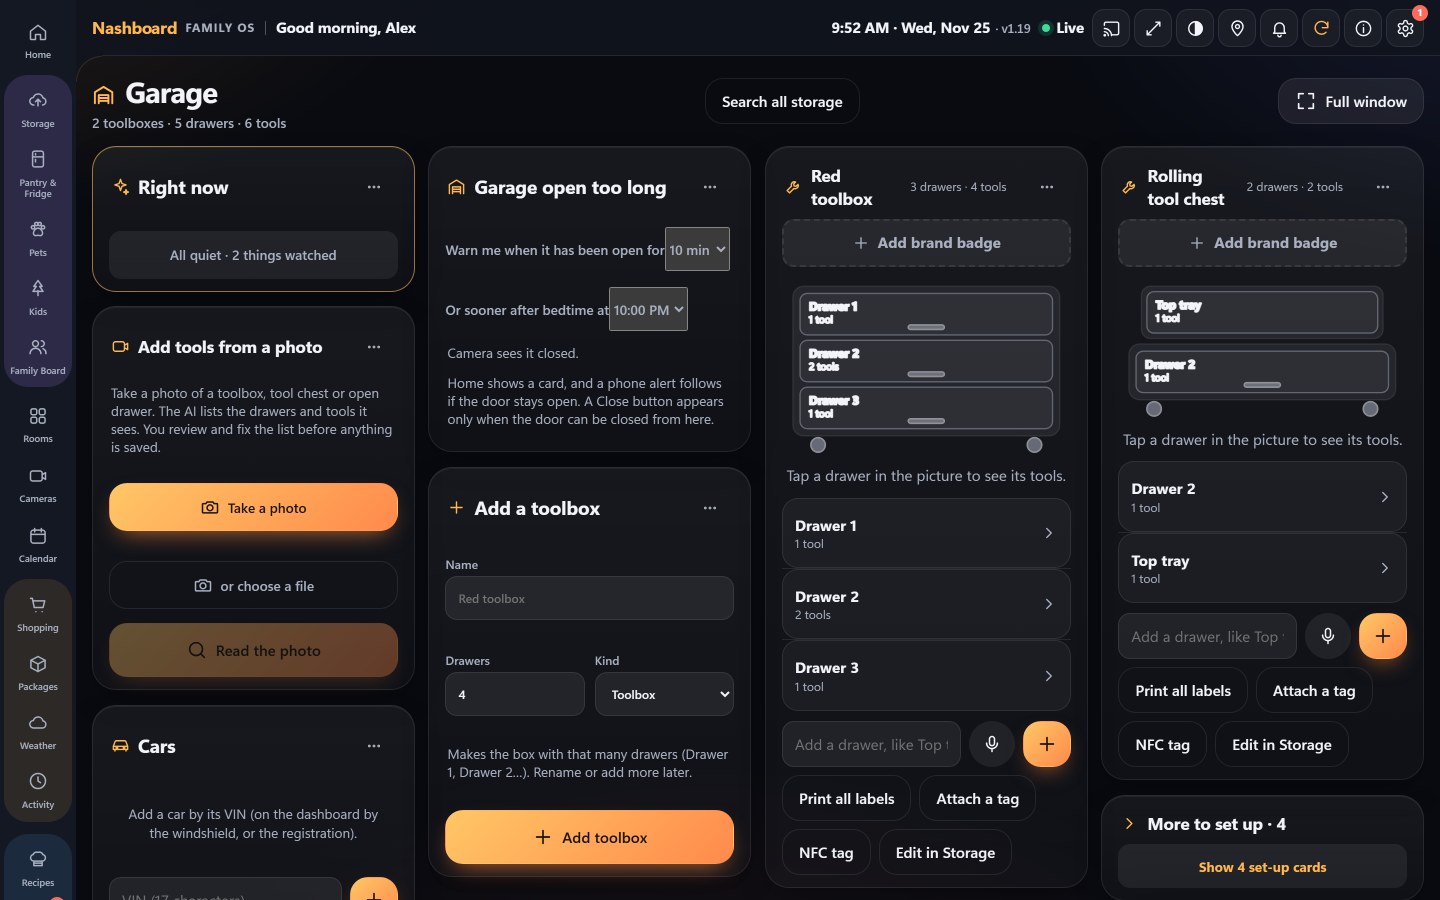 Nashboard FAMILY OS Good morning, Alex
9:52 AM · Wed, Nov 25 · v1.19 Live
1
Home
Storage
Pantry &
Fridge
Pets
Kids
Family Board
Rooms
Cameras
Calendar
Shopping
Packages
Weather
Activity
Recipes
Garage
2 toolboxes · 5 drawers · 6 tools
Search all storage
Full window
Right now
All quiet · 2 things watched
Add tools from a photo
Take a photo of a toolbox, tool chest or open
drawer. The AI lists the drawers and tools it
sees. You review and fix the list before anything
is saved.
Take a photo
or choose a file
Read the photo
Cars
Add a car by its VIN (on the dashboard by
the windshield, or the registration).
VIN (17 characters)
Garage open too long
Warn me when it has been open for 10 min
Or sooner after bedtime at 10:00 PM
Camera sees it closed.
Home shows a card, and a phone alert follows
if the door stays open. A Close button appears
only when the door can be closed from here.
Add a toolbox
Name
Red toolbox
Drawers
Kind
4
Toolbox
Makes the box with that many drawers (Drawer
1, Drawer 2…). Rename or add more later.
Add toolbox
Red
toolbox
3 drawers · 4 tools
Add brand badge
Drawer 1
1 tool
Drawer 2
2 tools
Drawer 3
1 tool
Tap a drawer in the picture to see its tools.
Drawer 1
1 tool
Drawer 2
2 tools
Drawer 3
1 tool
Add a drawer, like Top
Print all labels
Attach a tag
NFC tag
Edit in Storage
Rolling
tool chest
2 drawers · 2 tools
Add brand badge
Top tray
1 tool
Drawer 2
1 tool
Tap a drawer in the picture to see its tools.
Drawer 2
1 tool
Top tray
1 tool
Add a drawer, like Top
Print all labels
Attach a tag
NFC tag
Edit in Storage
More to set up · 4
Show 4 set-up cards